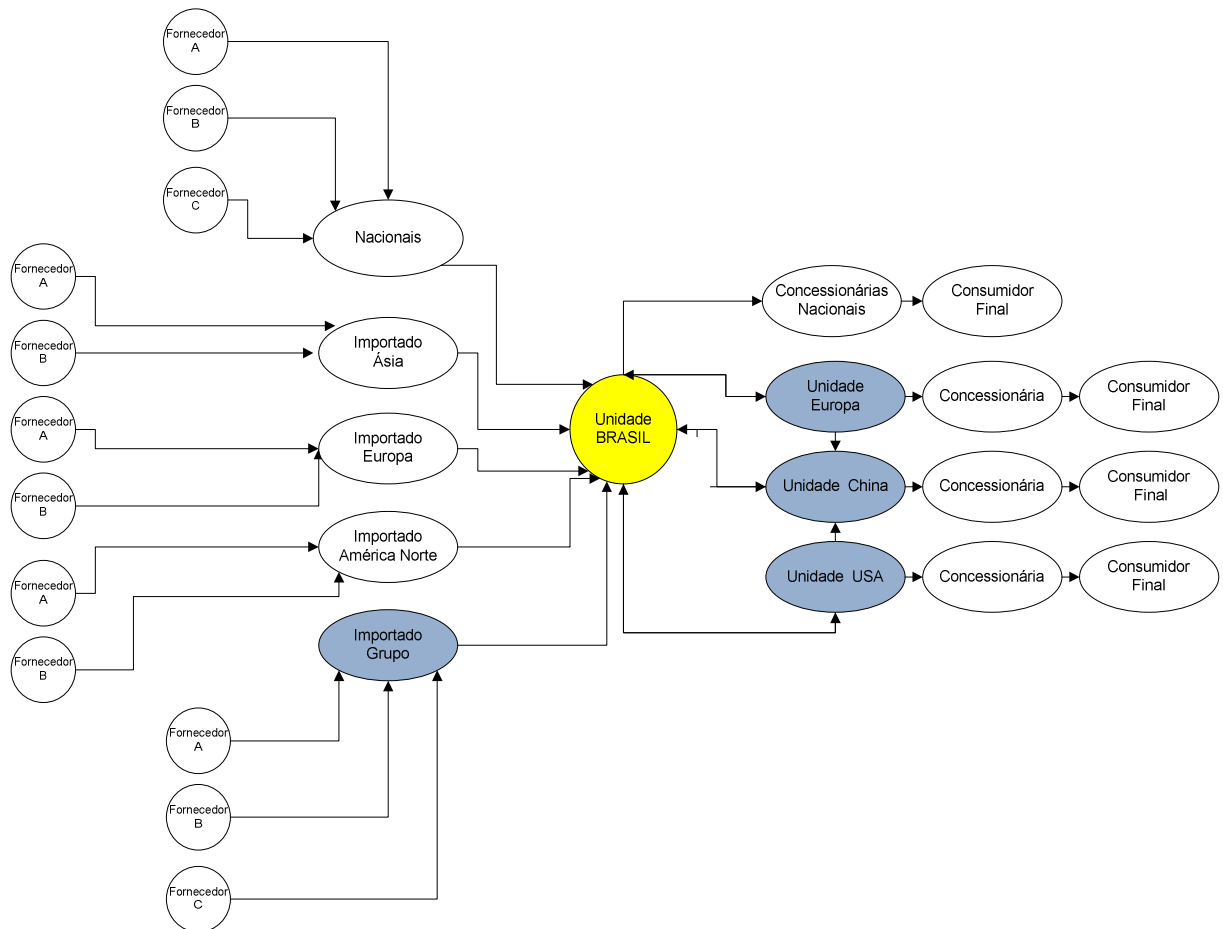 Fornecedor
A
Fornecedor
B
Fornecedor
C
Nacionais
Fornecedor
A
Fornecedor
B
Importado
Ásia
Fornecedor
A
Fornecedor
B
Importado
Europa
Fornecedor
A
Fornecedor
B
Importado
América Norte
Importado
Grupo
Fornecedor
A
Fornecedor
B
Fornecedor
C
Unidade
BRASIL
Concessionárias
Nacionais
Consumidor
Final
Unidade
Europa
Concessionária
Consumidor
Final
Unidade China
Concessionária
Consumidor
Final
Unidade USA
Concessionária
Consumidor
Final